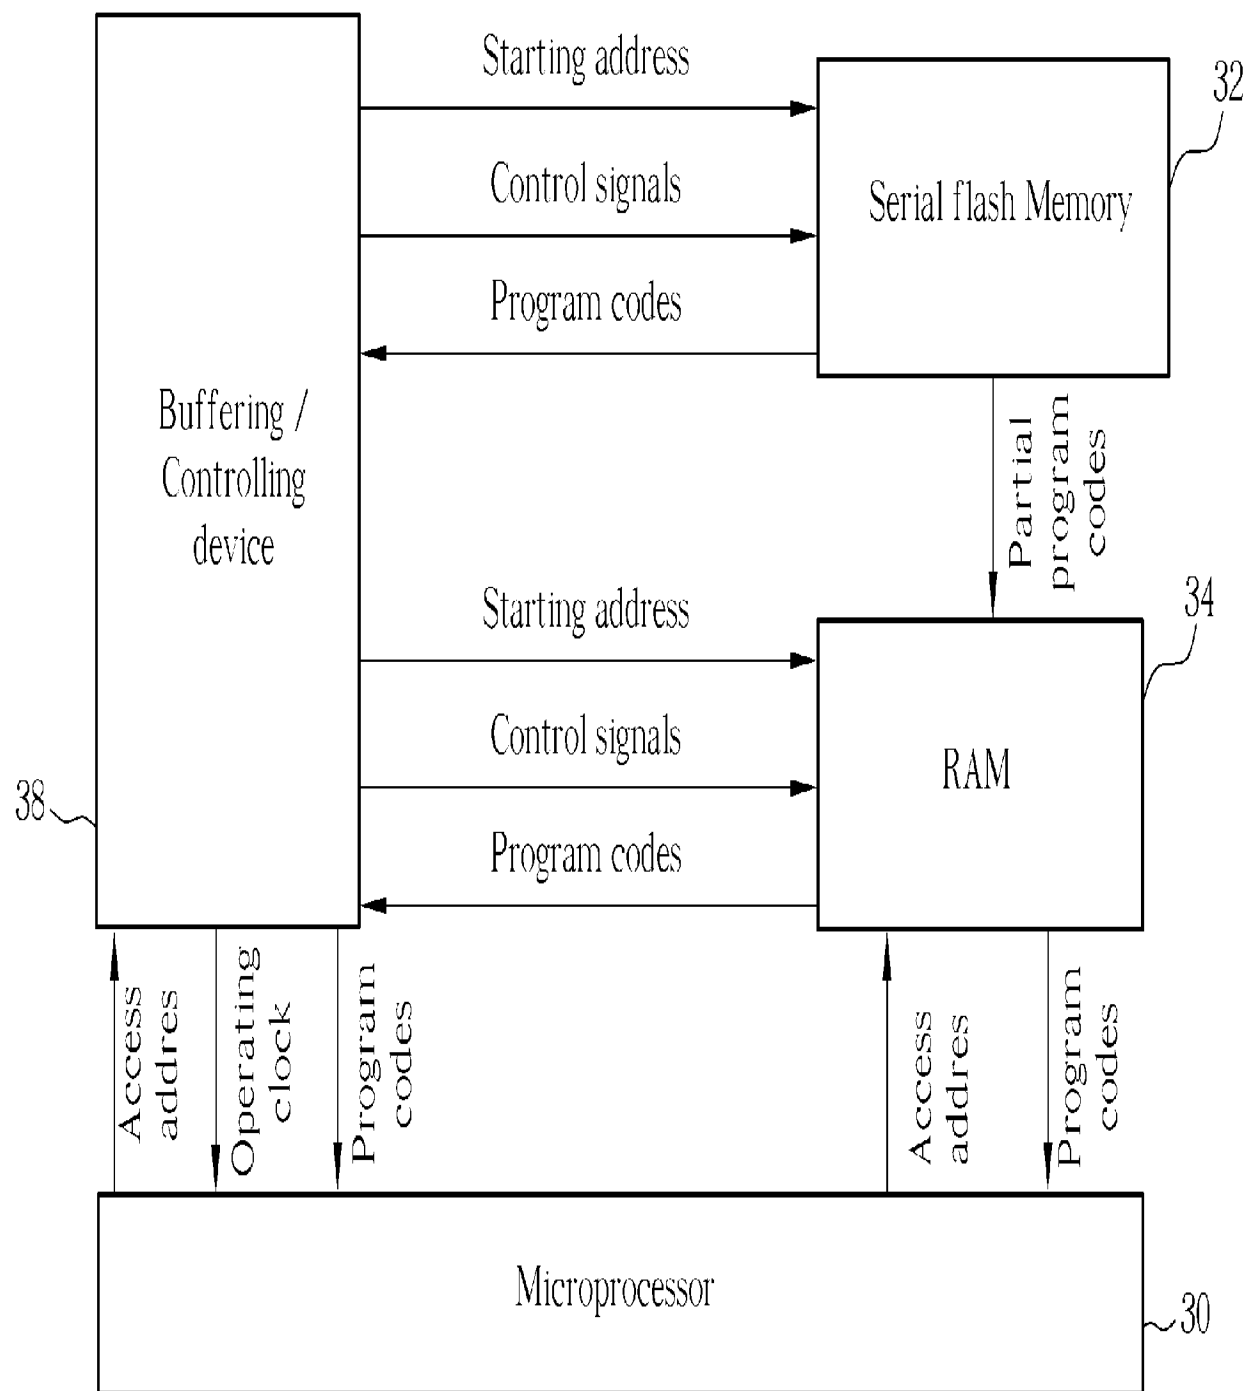 Starting address
32
Control signals
Serial flash Memory
Program codes
Buffering /
Controlling
device
Partial
program
codes
Starting address
34
Control signals
RAM
38
Program codes
Access
addres
Operating
clock
Program
codes
Access
addres
Program
codes
Microprocessor
30